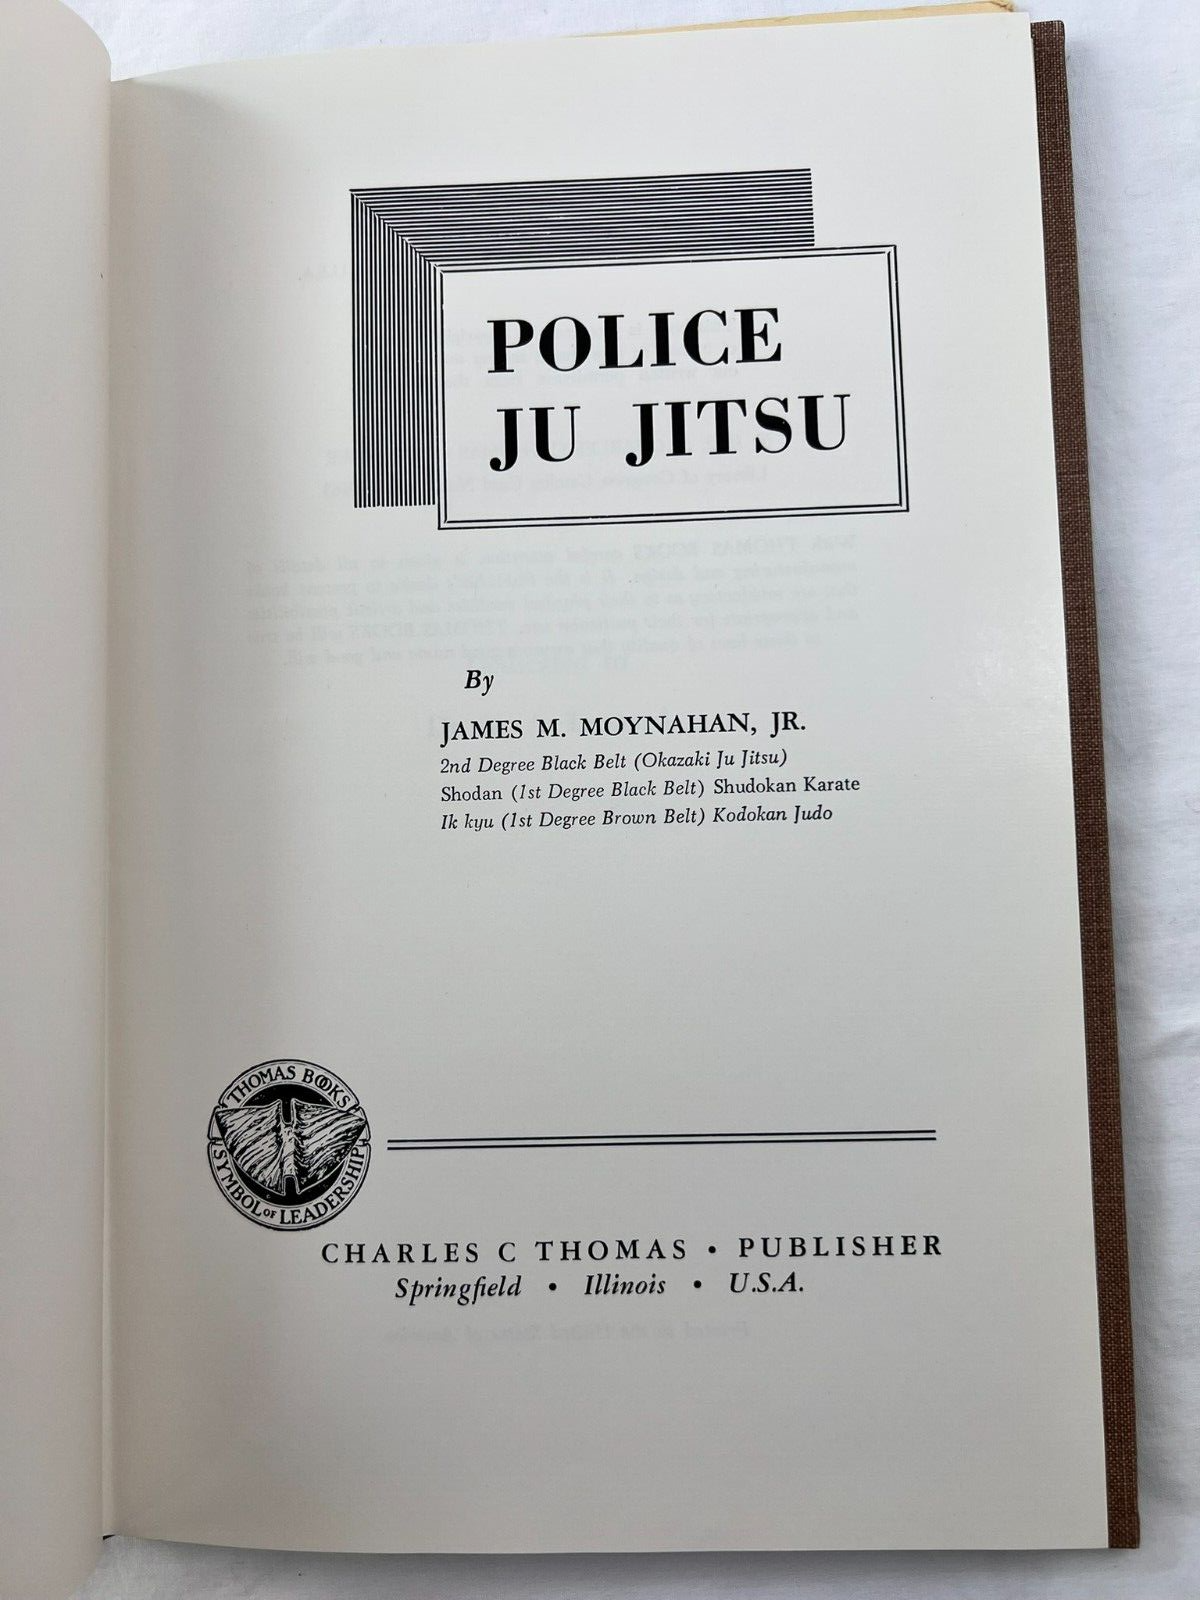 POLICE
JU JITSU
By
JAMES M. MOYNAHAN, JR.
2nd Degree Black Belt (Okazaki Ju Jitsu)
Shodan (1st Degree Black Belt) Shudokan Karate
Ik kyu (1st Degree Brown Belt) Kodokan Judo
THOMAS BOOKS
SYMBOL OF LEADERSHIP
CHARLES C THOMAS • PUBLISHER
Springfield • Illinois • U.S.A.